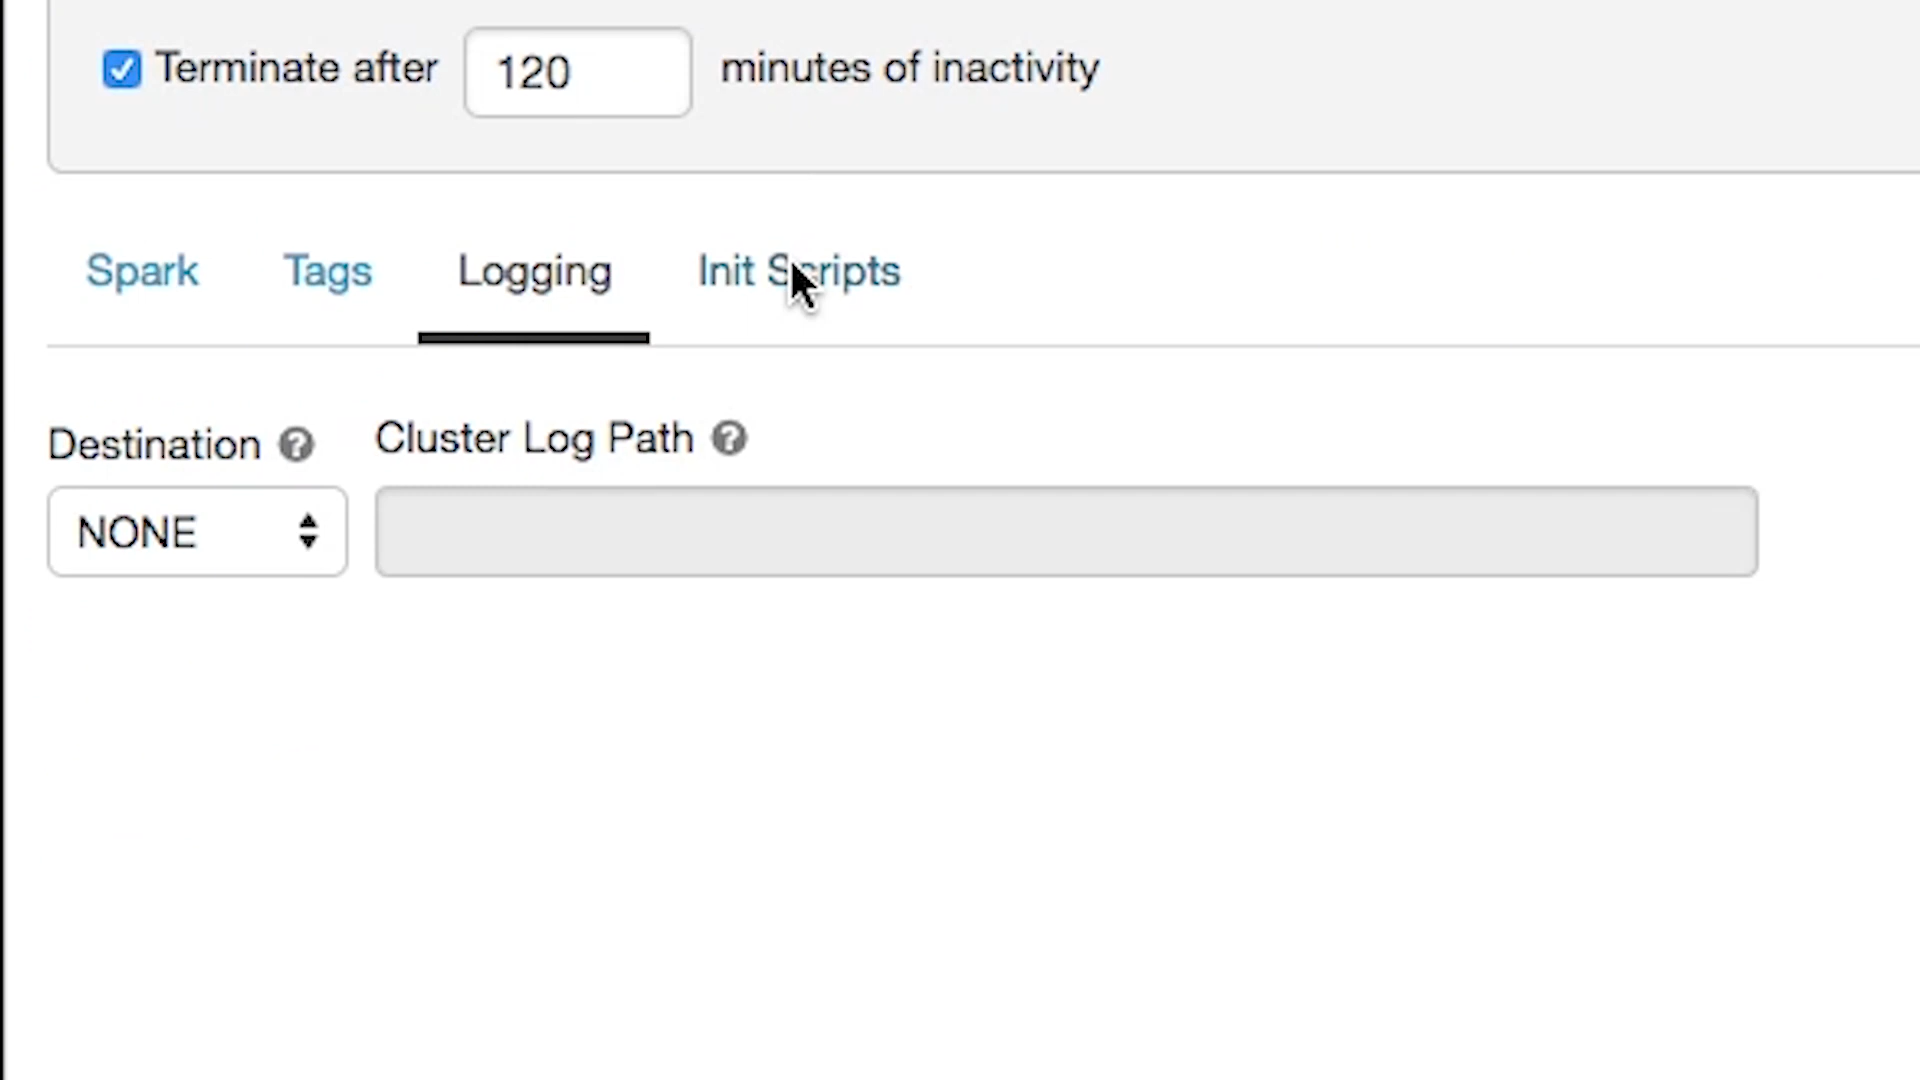 Terminate after 120 minutes of inactivity
Spark Tags Logging Init Scripts
Destination ? Cluster Log Path ?
NONE